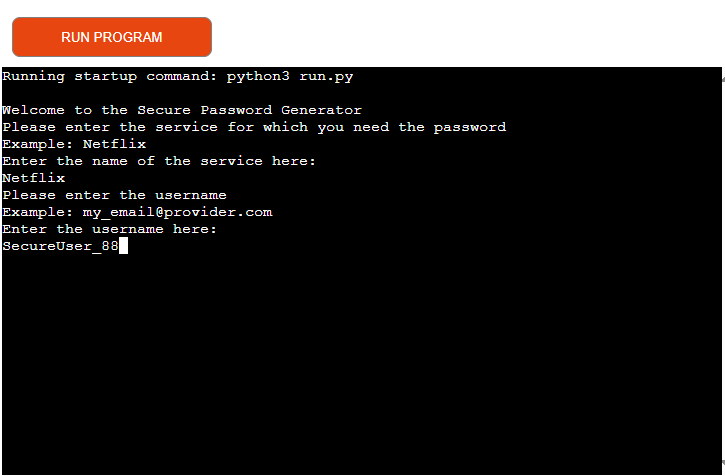 RUN PROGRAM
Running startup command: python3 run.py
Welcome to the Secure Password Generator
Please enter the service for which you need the password
Example: Netflix
Enter the name of the service here:
Netflix
Please enter the username
Example: my_email@provider.com
Enter the username here:
SecureUser_88